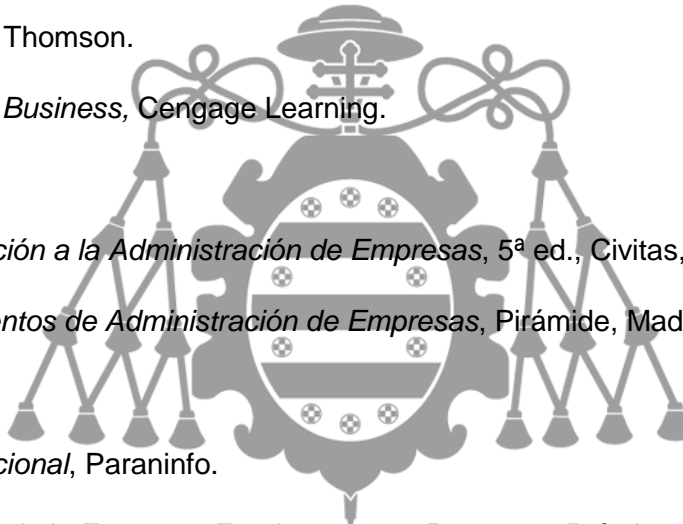 Thomson.
Business, Cengage Learning.
ción a la Administración de Empresas, 5ª ed., Civitas,
entos de Administración de Empresas, Pirámide, Mad
cional, Paraninfo.